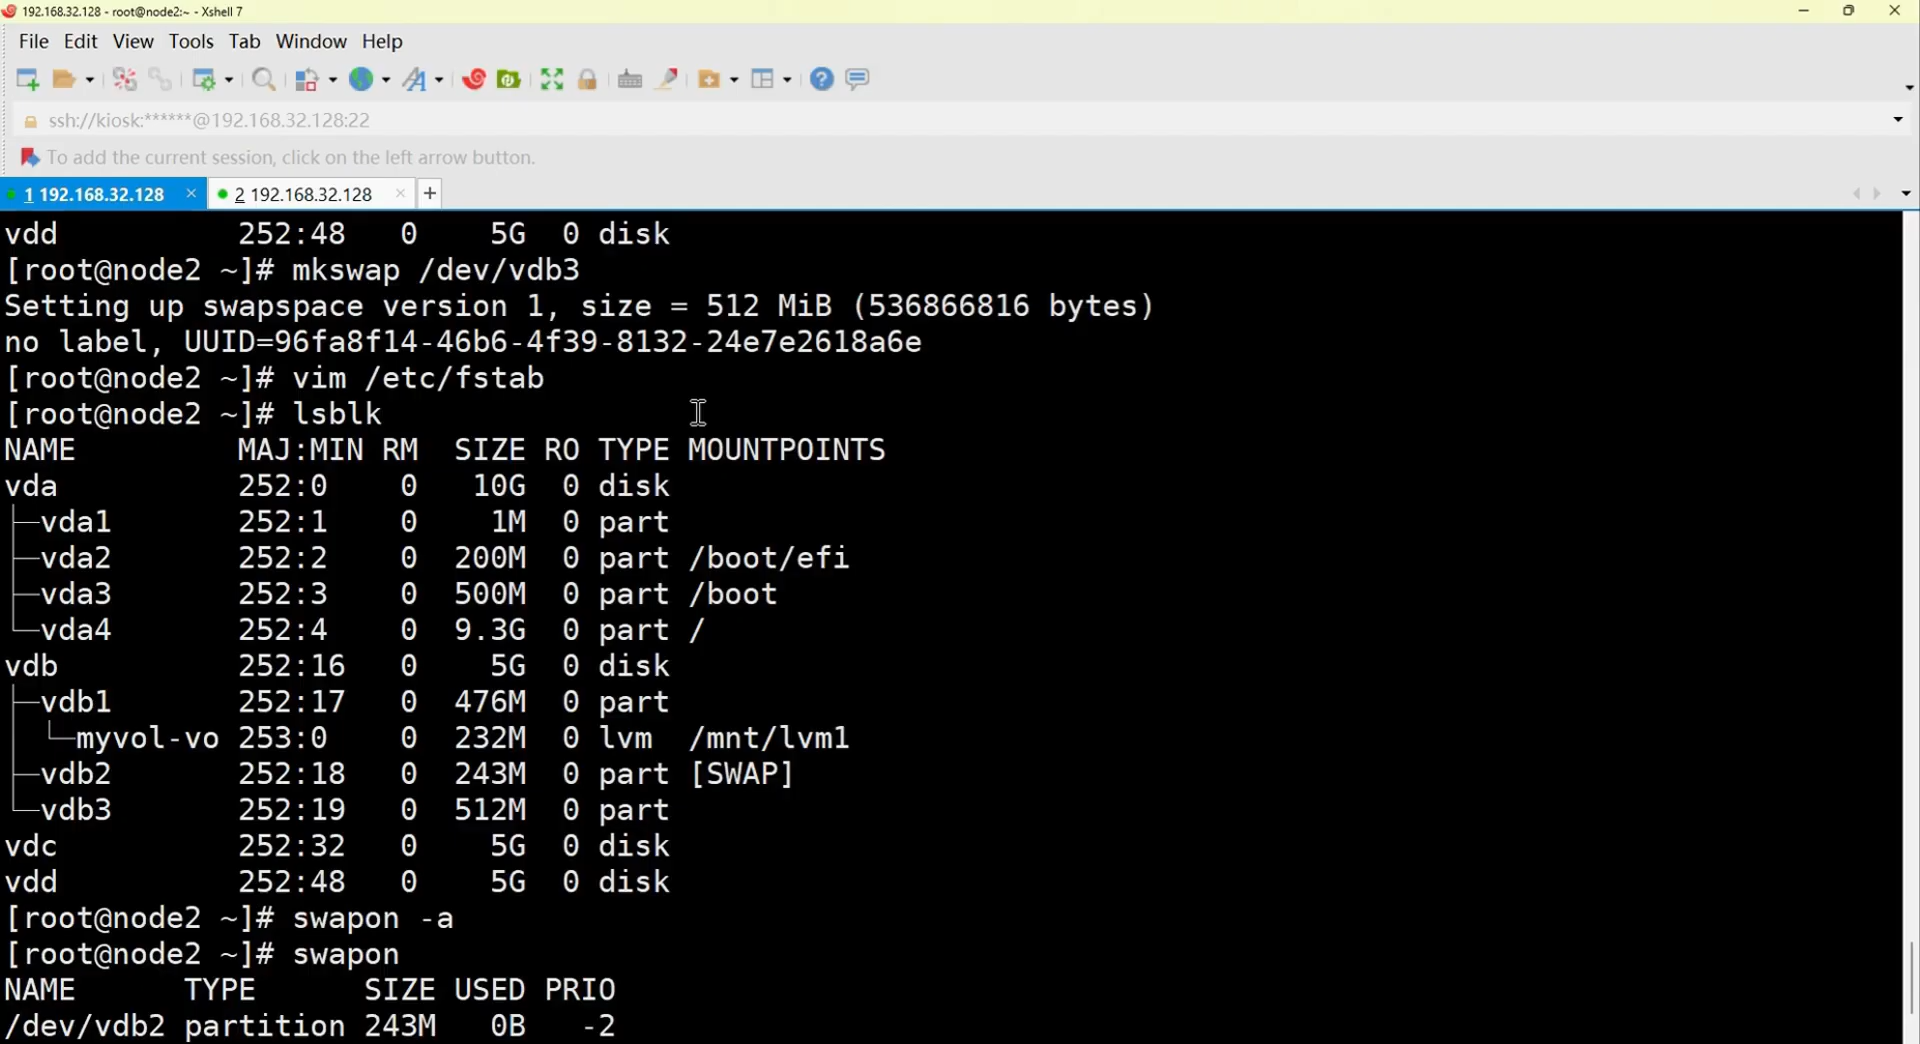 192.168.32.128 - root@node2:~ - Xshell 7
File Edit View Tools Tab Window Help
ssh://kiosk:******@192.168.32.128:22
To add the current session, click on the left arrow button.
1 192.168.32.128 × 2 192.168.32.128 × +
vdd 252:48 0 5G 0 disk
[root@node2 ~]# mkswap /dev/vdb3
Setting up swapspace version 1, size = 512 MiB (536866816 bytes)
no label, UUID=96fa8f14-46b6-4f39-8132-24e7e2618a6e
[root@node2 ~]# vim /etc/fstab
[root@node2 ~]# lsblk
NAME MAJ:MIN RM SIZE RO TYPE MOUNTPOINTS
vda 252:0 0 10G 0 disk
├─vda1 252:1 0 1M 0 part
├─vda2 252:2 0 200M 0 part /boot/efi
├─vda3 252:3 0 500M 0 part /boot
└─vda4 252:4 0 9.3G 0 part /
vdb 252:16 0 5G 0 disk
├─vdb1 252:17 0 476M 0 part
│ └─myvol-vo 253:0 0 232M 0 lvm /mnt/lvm1
├─vdb2 252:18 0 243M 0 part [SWAP]
└─vdb3 252:19 0 512M 0 part
vdc 252:32 0 5G 0 disk
vdd 252:48 0 5G 0 disk
[root@node2 ~]# swapon -a
[root@node2 ~]# swapon
NAME TYPE SIZE USED PRIO
/dev/vdb2 partition 243M 0B -2